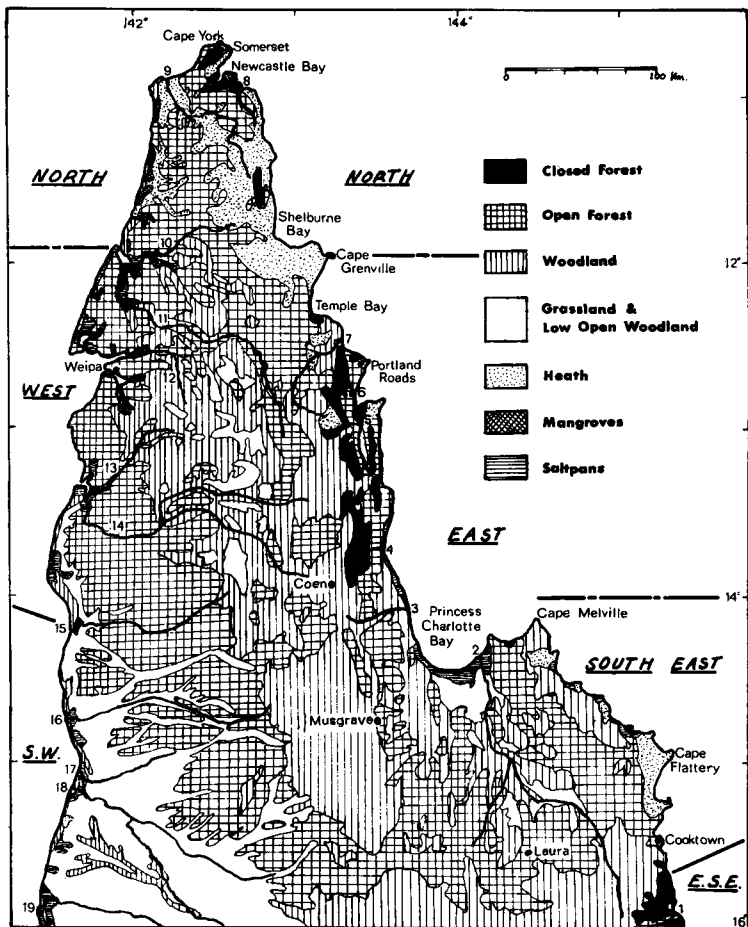 142°
144°
Cape York
Somerset
Newcastle Bay
9
8
0
100 Km.
NORTH
NORTH
Closed Forest
Open Forest
Woodland
Grassland &
Low Open Woodland
Heath
Mangroves
Saltpans
Shelburne
Bay
10
Cape
Grenville
12°
11
Temple Bay
7
Weipa
12
Portland
Roads
6
5
WEST
13
14
EAST
4
Coen
14°
3
Princess
Charlotte
Bay
2
Cape Melville
15
SOUTH EAST
16
Musgrave
S.W.
17
18
Cape
Flattery
Laura
Cooktown
E.S.E.
19
1
16